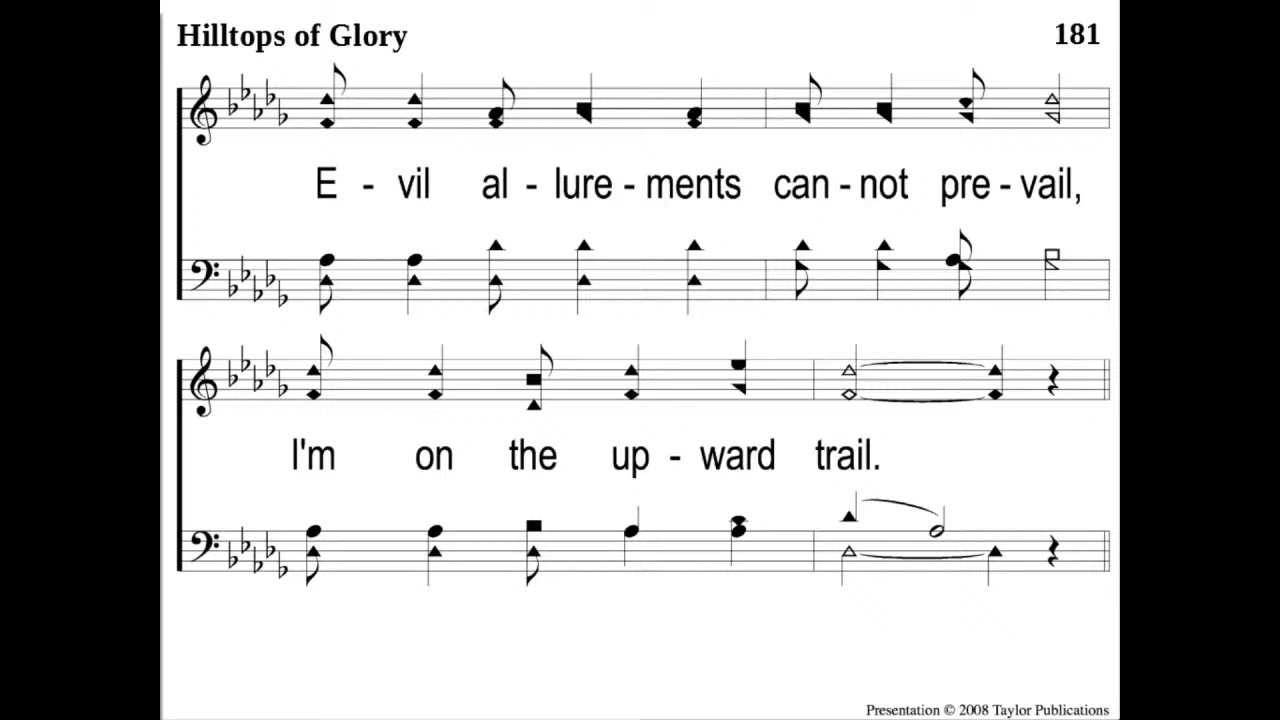 Hilltops of Glory 181
E - vil al - lure - ments can - not pre - vail,
I'm on the up - ward trail.
Presentation © 2008 Taylor Publications